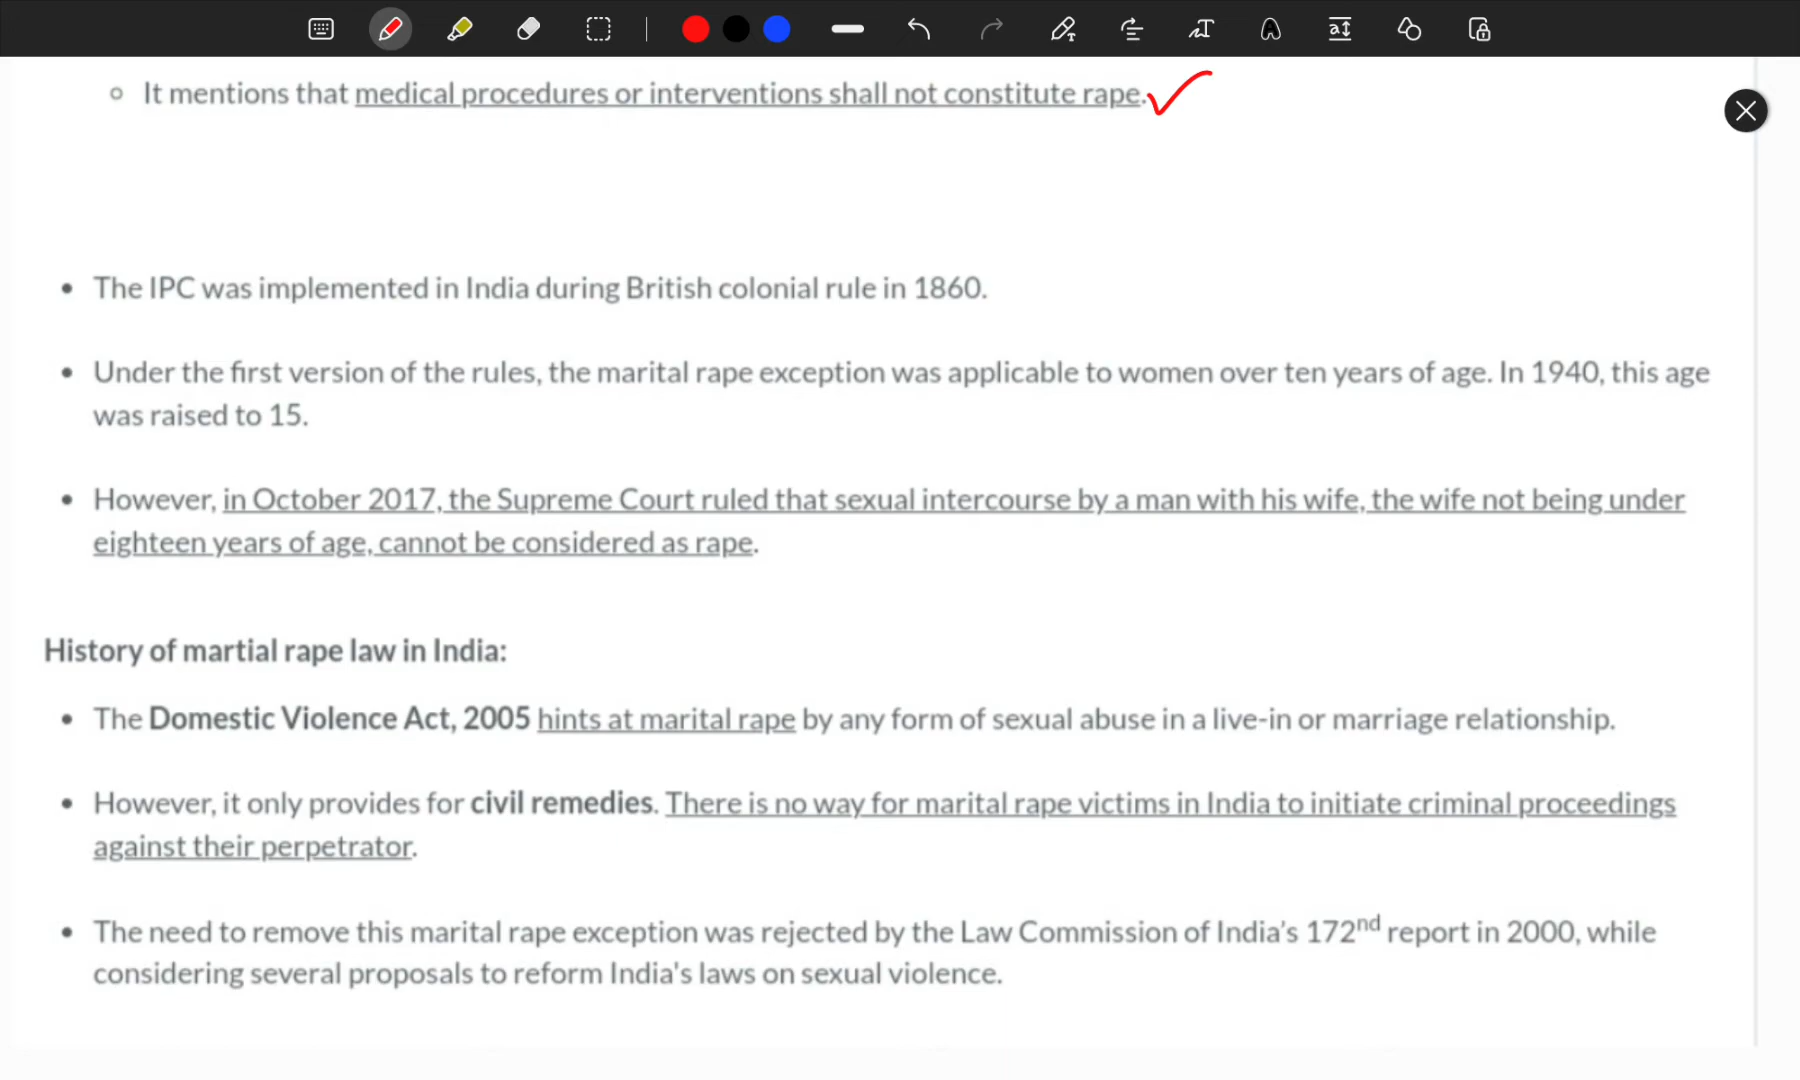 It mentions that medical procedures or interventions shall not constitute rape.
The IPC was implemented in India during British colonial rule in 1860.
Under the first version of the rules, the marital rape exception was applicable to women over ten years of age. In 1940, this age
was raised to 15.
However, in October 2017, the Supreme Court ruled that sexual intercourse by a man with his wife, the wife not being under
eighteen years of age, cannot be considered as rape.
History of martial rape law in India:
The Domestic Violence Act, 2005 hints at marital rape by any form of sexual abuse in a live-in or marriage relationship.
However, it only provides for civil remedies. There is no way for marital rape victims in India to initiate criminal proceedings
against their perpetrator.
The need to remove this marital rape exception was rejected by the Law Commission of India's 172nd report in 2000, while
considering several proposals to reform India's laws on sexual violence.